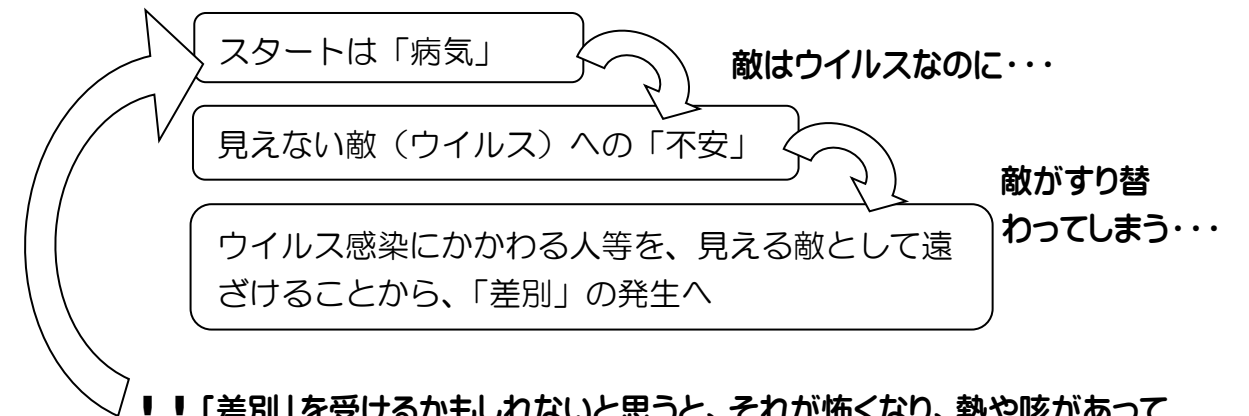 スタートは「病気」
敵はウイルスなのに・・・
見えない敵（ウイルス）への「不安」
敵がすり替
わってしまう・・・
ウイルス感染にかかわる人等を、見える敵として遠
ざけることから、「差別」の発生へ
！！「差別」を受けるかもしれないと思うと、それが怖くなり、熱や咳があって